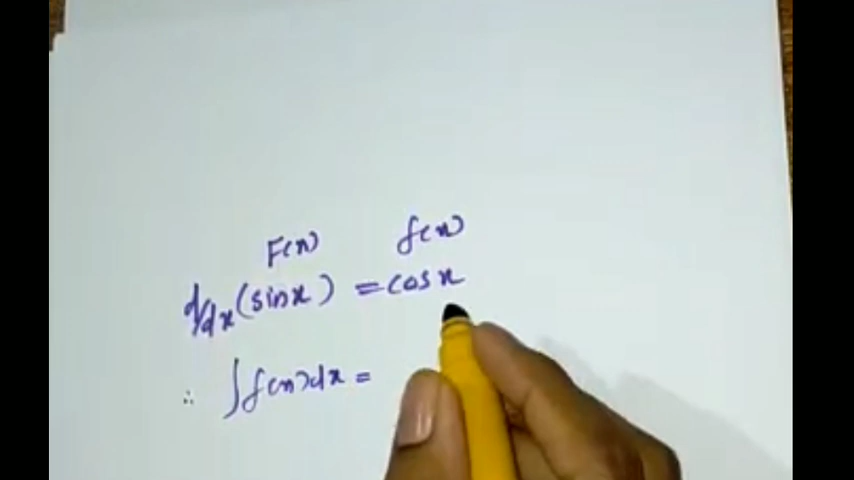 F(x) f(x)
d/dx (sinx) = cosx
∴ ∫f(x)dx =